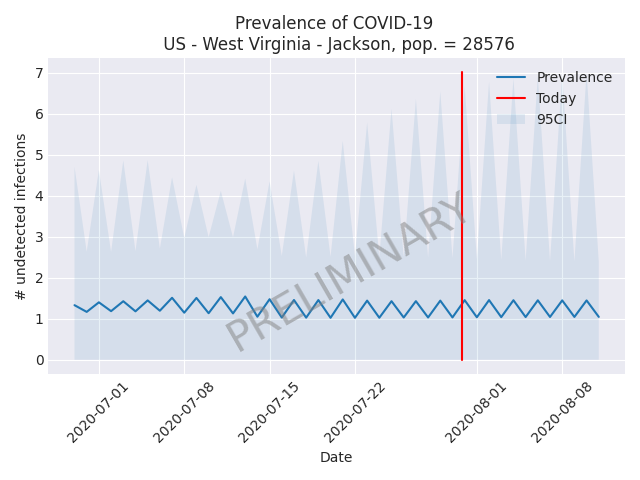 Prevalence of COVID-19
US - West Virginia - Jackson, pop. = 28576
7
6
5
4
3
2
1
0
# undetected infections
Prevalence
Today
95CI
PRELIMINARY
2020-07-01
2020-07-08
2020-07-15
2020-07-22
2020-08-01
2020-08-08
Date